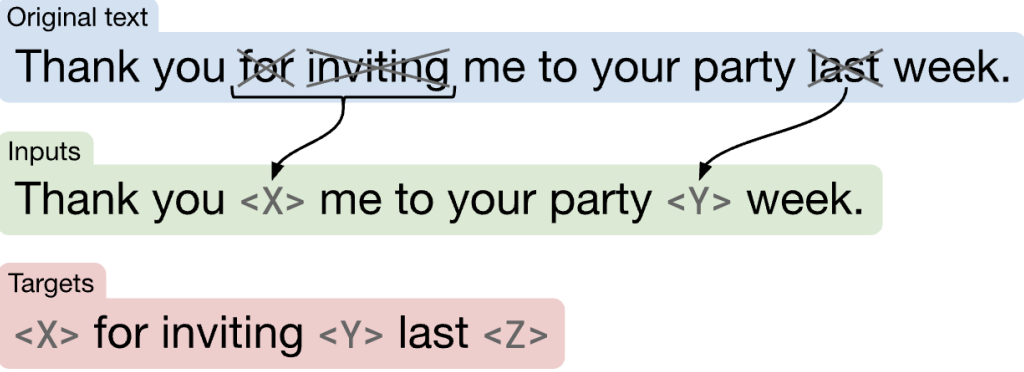 Original text
Thank you for inviting me to your party last week.
Inputs
Thank you <X> me to your party <Y> week.
Targets
<X> for inviting <Y> last <Z>